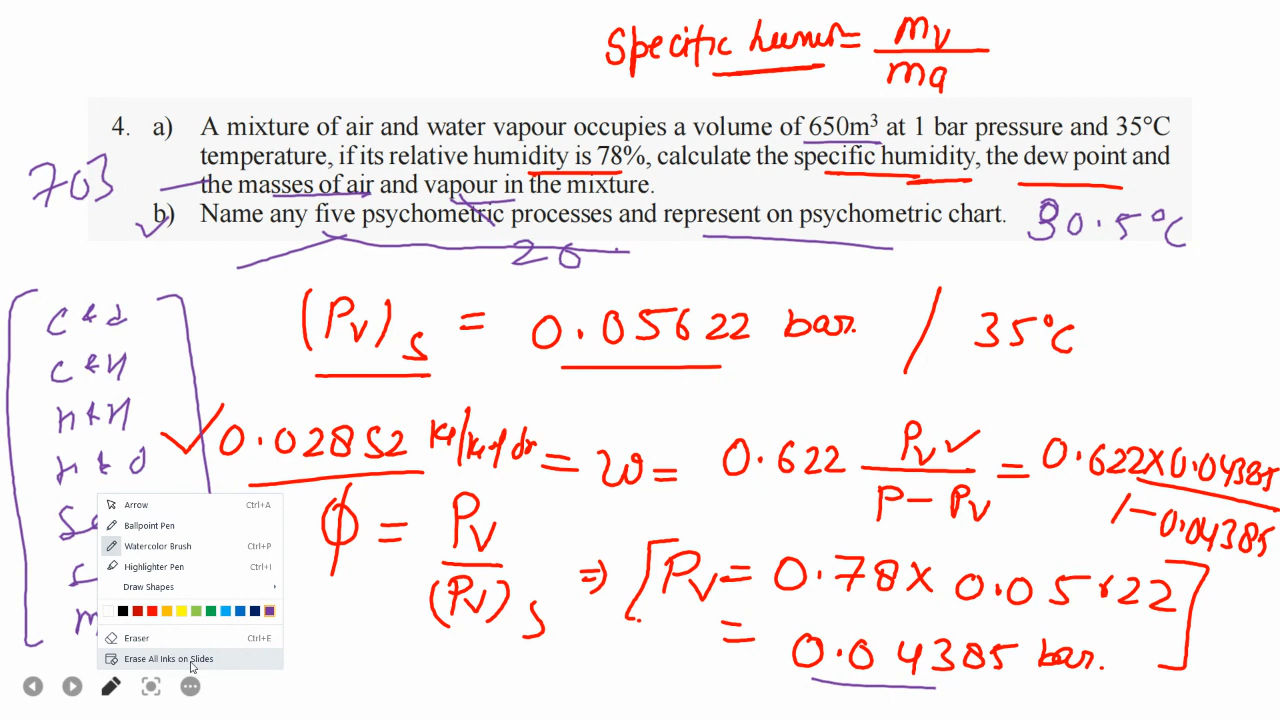 Specific humi = mv
ma
4. a) A mixture of air and water vapour occupies a volume of 650m³ at 1 bar pressure and 35°C
temperature, if its relative humidity is 78%, calculate the specific humidity, the dew point and
the masses of air and vapour in the mixture.
703
b) Name any five psychometric processes and represent on psychometric chart. 30.5°C
20
(Pv)s = 0.05622 bar. / 35°C
C & d
C & H
H & H
H & d
0.02852 = ω = 0.622 Pv / P - Pv = 0.622×0.04385 / 1-0.04385
ϕ = Pv / (Pv)s ⇒ [Pv = 0.78× 0.05622
= 0.04385 bar.]
Arrow Ctrl+A
Ballpoint Pen
Watercolor Brush Ctrl+P
Highlighter Pen Ctrl+I
Draw Shapes
Eraser Ctrl+E
Erase All Inks on Slides